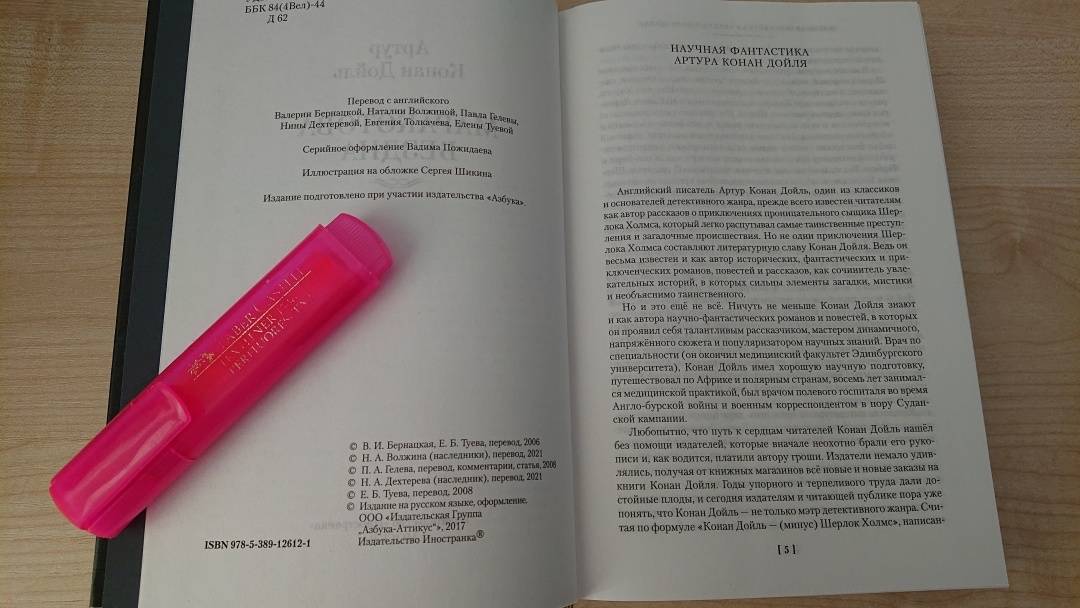 ББК 84(4Вел)-44
Д 62
Перевод с английского
Валерии Бернацкой, Наталии Волжиной, Павла Гелевы,
Нины Дехтеревой, Евгения Толкачева, Елены Туевой
Серийное оформление Вадима Пожидаева
Иллюстрация на обложке Сергея Шикина
Издание подготовлено при участии издательства «Азбука».
FABER-CASTELL
TEXTLINER
© В. И. Бернацкая, Е. Б. Туева, перевод, 2006
© Н. А. Волжина (наследники), перевод, 2021
© П. А. Гелева, перевод, комментарии, статья, 2008
© Н. А. Дехтерева (наследник), перевод, 2021
© Е. Б. Туева, перевод, 2008
© Издание на русском языке, оформление.
ООО «Издательская Группа
„Азбука-Аттикус“», 2017
Издательство Иностранка®
ISBN 978-5-389-12612-1
НАУЧНАЯ ФАНТАСТИКА
АРТУРА КОНАН ДОЙЛЯ
Английский писатель Артур Конан Дойль, один из классиков
и основателей детективного жанра, прежде всего известен читателям
как автор рассказов о приключениях проницательного сыщика Шер-
лока Холмса, который легко распутывал самые таинственные преступ-
ления и загадочные происшествия. Но не одни приключения Шер-
лока Холмса составляют литературную славу Конан Дойля. Ведь он
весьма известен и как автор исторических, фантастических и при-
ключенческих романов, повестей и рассказов, как сочинитель увле-
кательных историй, в которых сильны элементы загадки, мистики
и необъяснимо таинственного.
Но и это ещё не всё. Ничуть не меньше Конан Дойля знают
и как автора научно-фантастических романов и повестей, в которых
он проявил себя талантливым рассказчиком, мастером динамичного,
напряжённого сюжета и популяризатором научных знаний. Врач по
специальности (он окончил медицинский факультет Эдинбургского
университета), Конан Дойль имел хорошую научную подготовку,
путешествовал по Африке и полярным странам, восемь лет занимал-
ся медицинской практикой, был врачом полевого госпиталя во время
Англо-бурской войны и военным корреспондентом в пору Судан-
ской кампании.
Любопытно, что путь к сердцам читателей Конан Дойль нашёл
без помощи издателей, которые вначале неохотно брали его руко-
писи и, как водится, платили автору гроши. Издатели немало удив-
лялись, получая от книжных магазинов всё новые и новые заказы на
книги Конан Дойля. Годы упорного и терпеливого труда дали до-
стойные плоды, и сегодня издателям и читающей публике пора уже
понять, что Конан Дойль — не только мэтр детективного жанра. Счи-
тая по формуле «Конан Дойль — (минус) Шерлок Холмс», написан-
[ 5 ]